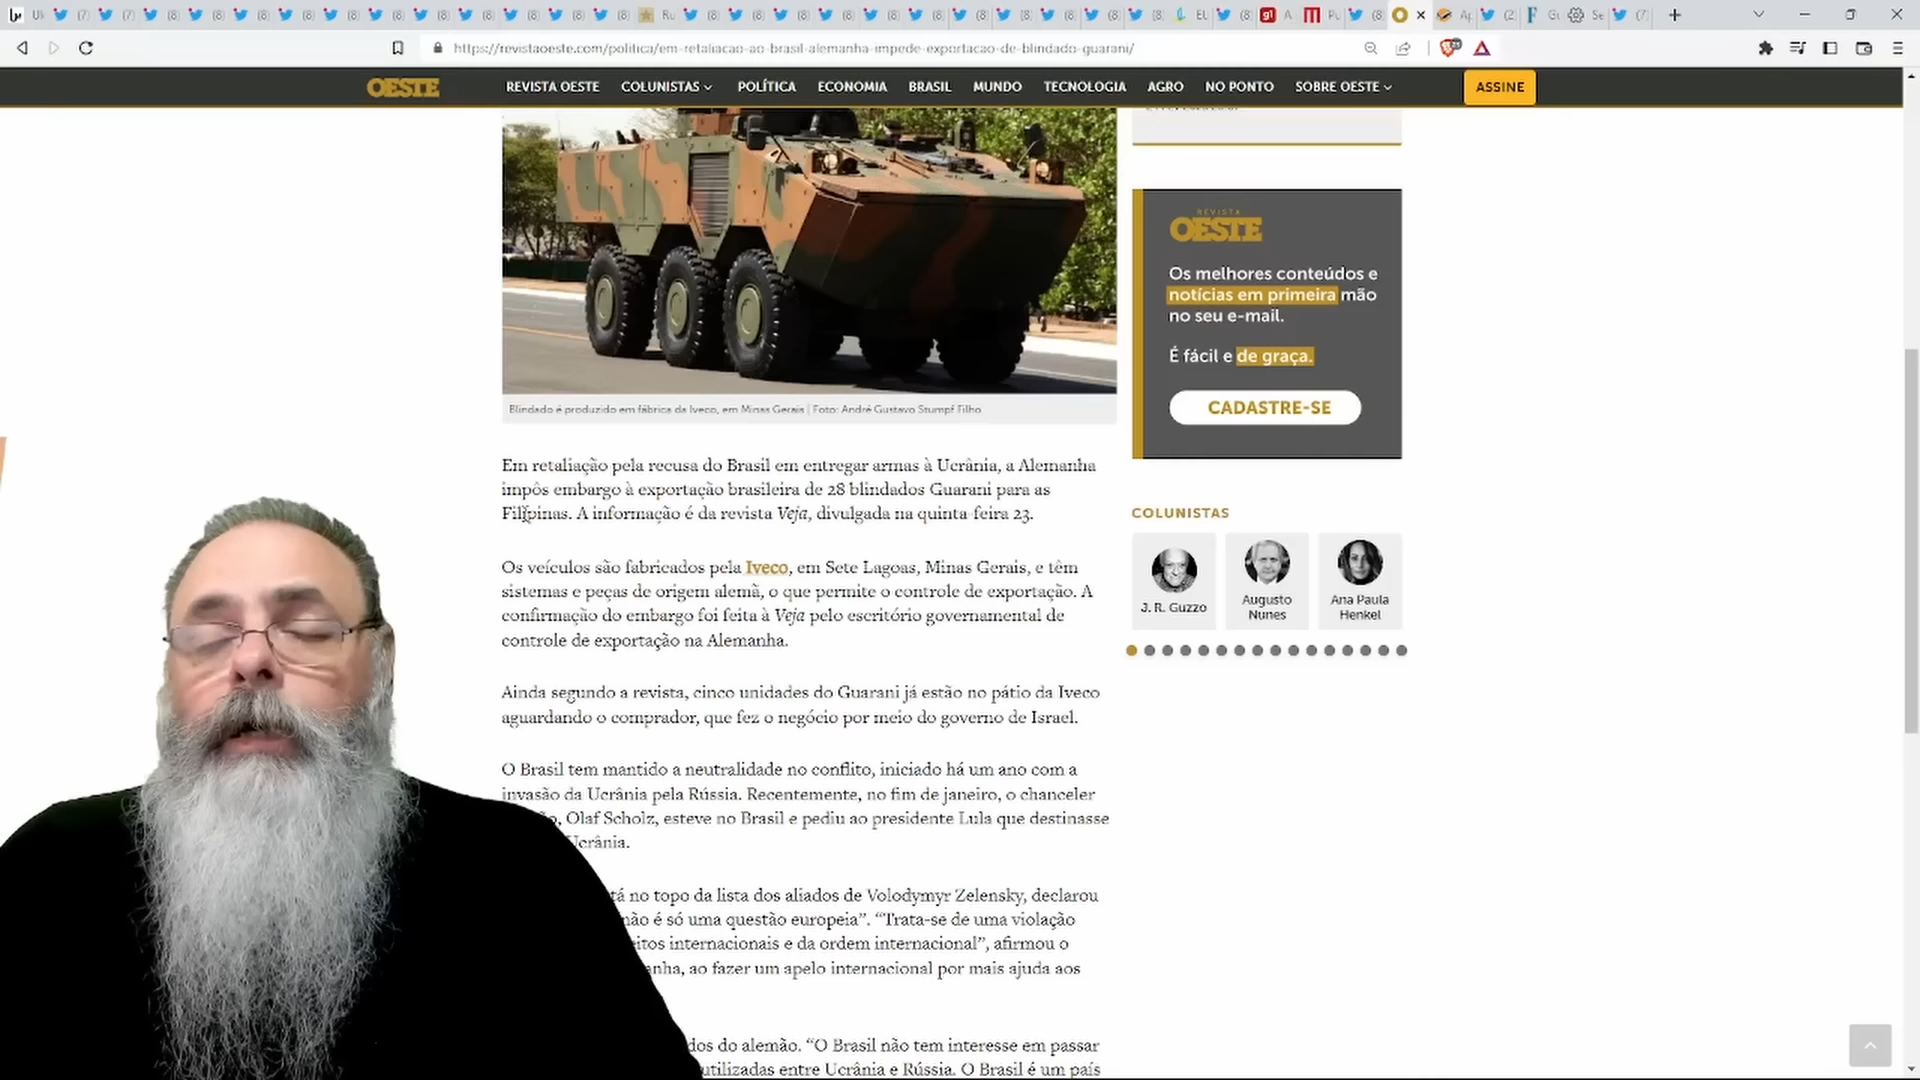 https://revistaoeste.com/politica/em-retaliacao-ao-brasil-alemanha-impede-exportacao-de-blindado-guarani/
OESTE
REVISTA OESTE
COLUNISTAS
POLÍTICA
ECONOMIA
BRASIL
MUNDO
TECNOLOGIA
AGRO
NO PONTO
SOBRE OESTE
ASSINE
Blindado é produzido em fábrica da Iveco, em Minas Gerais | Foto: André Gustavo Stumpf Filho
Em retaliação pela recusa do Brasil em entregar armas à Ucrânia, a Alemanha
impôs embargo à exportação brasileira de 28 blindados Guarani para as
Filipinas. A informação é da revista Veja, divulgada na quinta-feira 23.
Os veículos são fabricados pela Iveco, em Sete Lagoas, Minas Gerais, e têm
sistemas e peças de origem alemã, o que permite o controle de exportação. A
confirmação do embargo foi feita à Veja pelo escritório governamental de
controle de exportação na Alemanha.
Ainda segundo a revista, cinco unidades do Guarani já estão no pátio da Iveco
aguardando o comprador, que fez o negócio por meio do governo de Israel.
O Brasil tem mantido a neutralidade no conflito, iniciado há um ano com a
invasão da Ucrânia pela Rússia. Recentemente, no fim de janeiro, o chanceler
Olaf Scholz, esteve no Brasil e pediu ao presidente Lula que destinasse
Ucrânia.
no topo da lista dos aliados de Volodymyr Zelensky, declarou
não é só uma questão europeia”. “Trata-se de uma violação
internacionais e da ordem internacional”, afirmou o
ao fazer um apelo internacional por mais ajuda aos
do alemão. “O Brasil não tem interesse em passar
utilizadas entre Ucrânia e Rússia. O Brasil é um país
REVISTA
OESTE
Os melhores conteúdos e
notícias em primeira mão
no seu e-mail.
É fácil e de graça.
CADASTRE-SE
COLUNISTAS
J. R. Guzzo
Augusto
Nunes
Ana Paula
Henkel